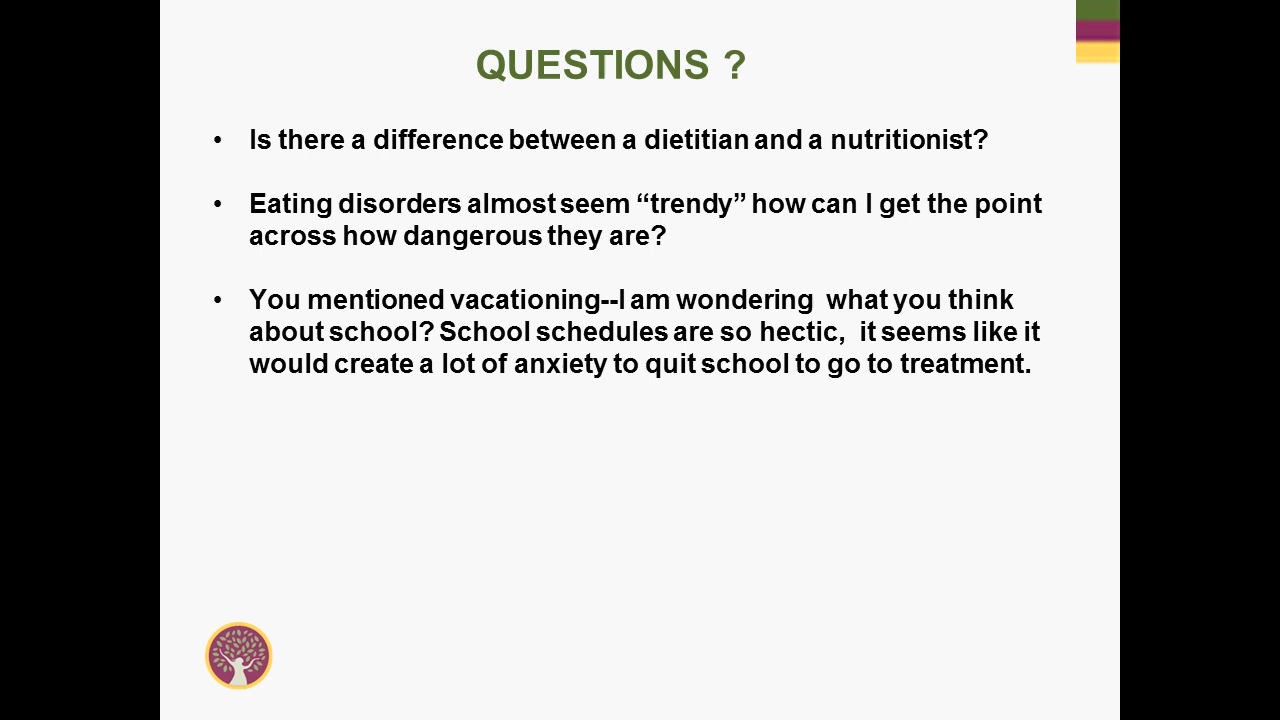 QUESTIONS ?
• Is there a difference between a dietitian and a nutritionist?
• Eating disorders almost seem “trendy” how can I get the point
across how dangerous they are?
• You mentioned vacationing--I am wondering  what you think
about school? School schedules are so hectic,  it seems like it
would create a lot of anxiety to quit school to go to treatment.